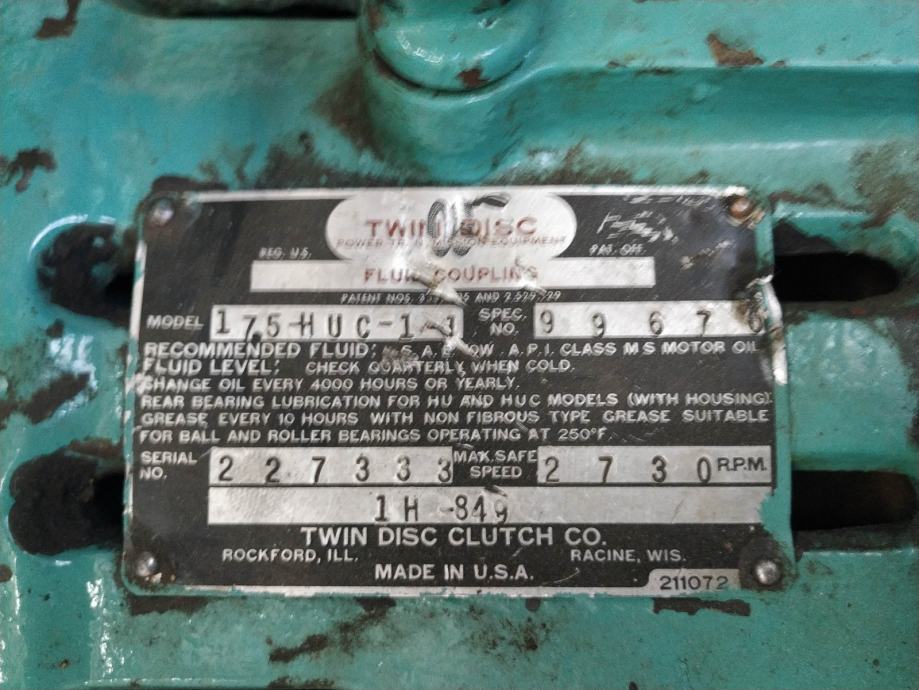 TWIN DISC
REG. U.S. POWER EQUIPMENT PAT. OFF.
FLUID COUPLING
PATENT NOS. AND
MODEL 175-HUC-1 SPEC. NO. 9967
RECOMMENDED FLUID: A.P.I. CLASS MS MOTOR OIL
FLUID LEVEL: CHECK QUARTERLY, WHEN COLD.
CHANGE OIL EVERY 4000 HOURS OR YEARLY.
REAR BEARING LUBRICATION FOR HU AND HUC MODELS (WITH HOUSING)
GREASE EVERY 10 HOURS WITH NON FIBROUS TYPE GREASE SUITABLE
FOR BALL AND ROLLER BEARINGS OPERATING AT 250°F.
SERIAL NO. 227333 MAX. SAFE SPEED 2730 R.P.M.
1H-849
TWIN DISC CLUTCH CO.
ROCKFORD, ILL. RACINE, WIS.
MADE IN U.S.A.
211072